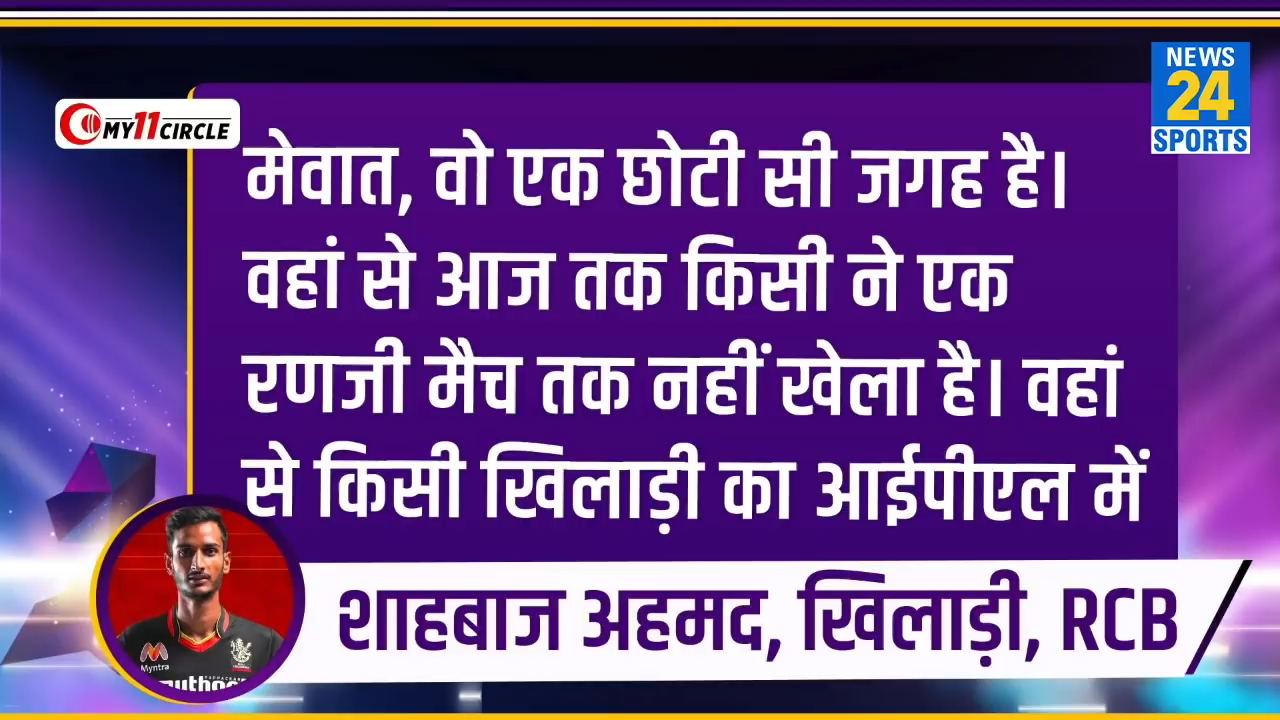 NEWS
24
SPORTS
MY11CIRCLE
मेवात, वो एक छोटी सी जगह है।
वहां से आज तक किसी ने एक
रणजी मैच तक नहीं खेला है। वहां
से किसी खिलाड़ी का आईपीएल में
शाहबाज अहमद, खिलाड़ी, RCB
Myntra